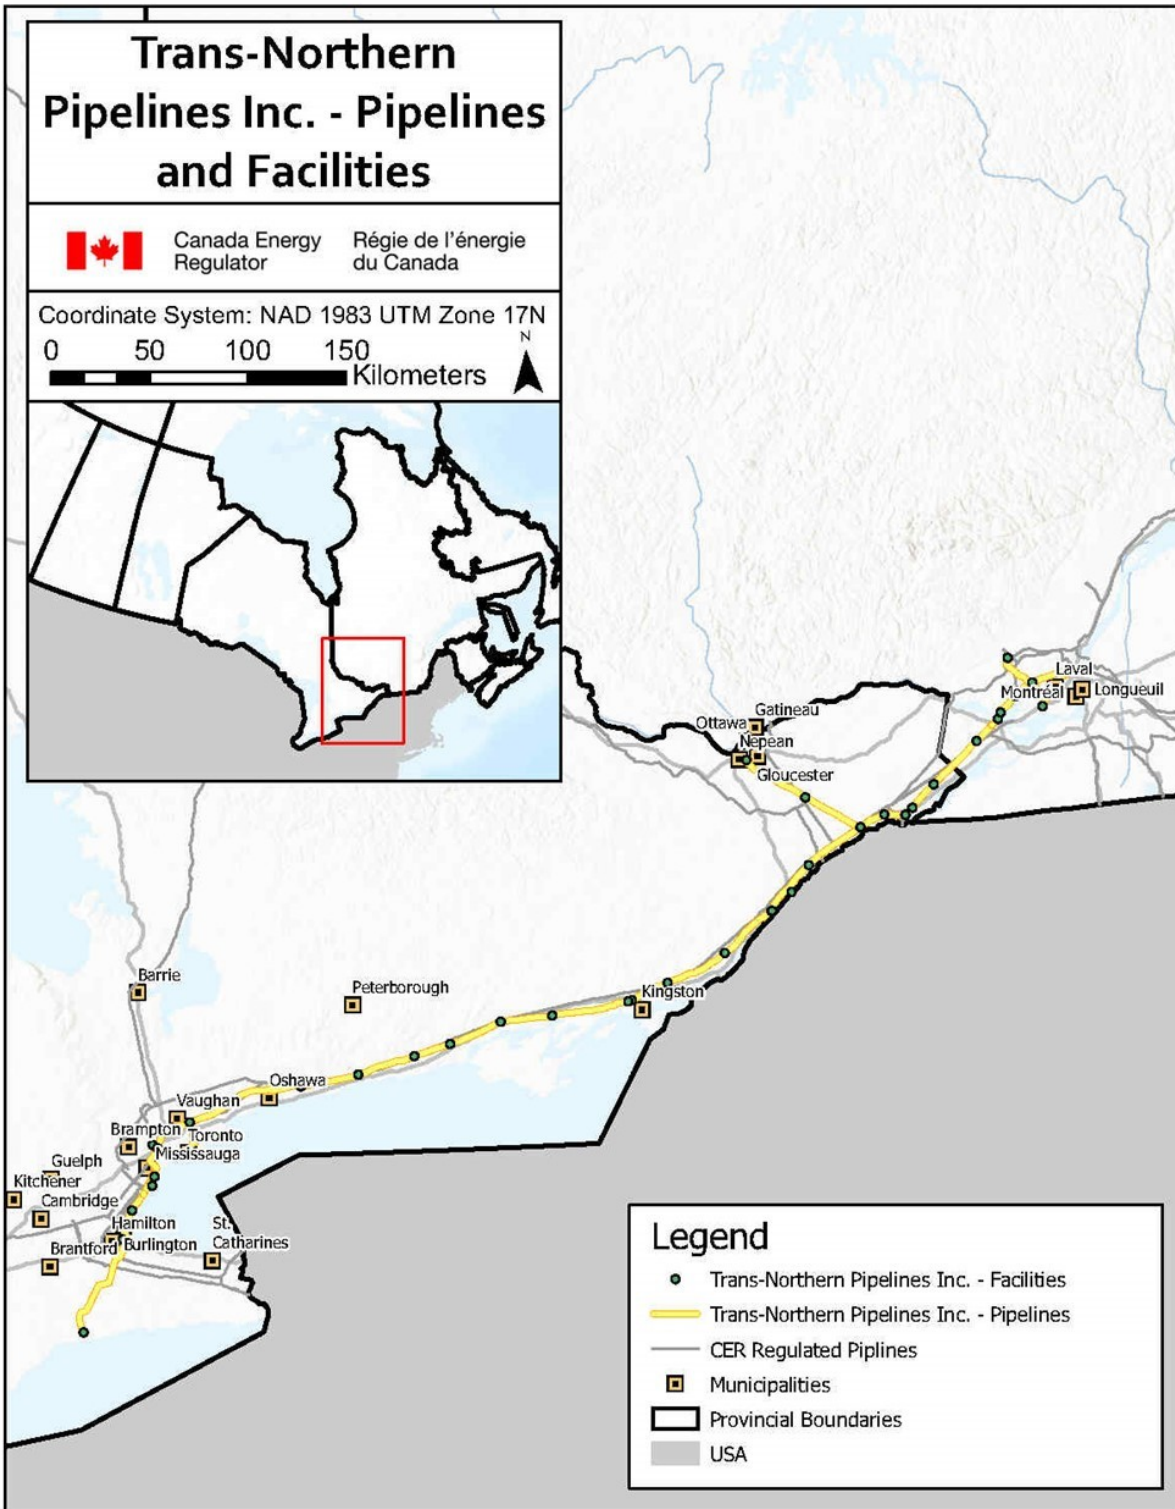 Trans-Northern
Pipelines Inc. - Pipelines
and Facilities
Canada Energy
Regulator
Régie de l'énergie
du Canada
Coordinate System: NAD 1983 UTM Zone 17N
0 50 100 150
Kilometers
N
Laval
Montréal
Longueuil
Gatineau
Ottawa
Nepean
Gloucester
Barrie
Peterborough
Kingston
Oshawa
Vaughan
Brampton
Toronto
Mississauga
Guelph
Kitchener
Cambridge
Hamilton
St.
Catharines
Brantford
Burlington
Legend
Trans-Northern Pipelines Inc. - Facilities
Trans-Northern Pipelines Inc. - Pipelines
CER Regulated Piplines
Municipalities
Provincial Boundaries
USA